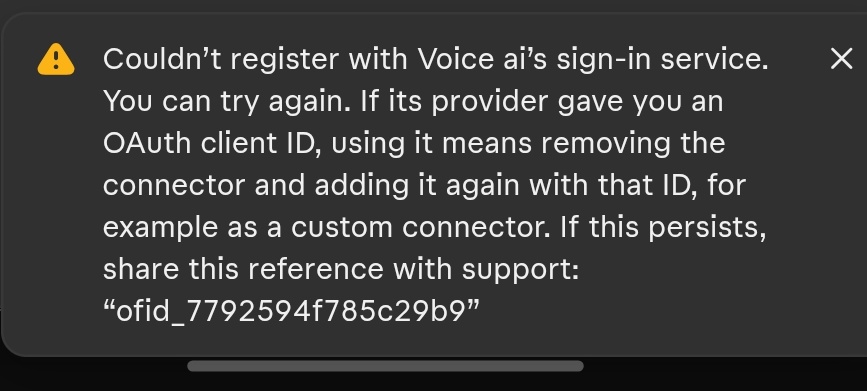 Couldn’t register with Voice ai’s sign-in service.
You can try again. If its provider gave you an
OAuth client ID, using it means removing the
connector and adding it again with that ID, for
example as a custom connector. If this persists,
share this reference with support:
“ofid_7792594f785c29b9”